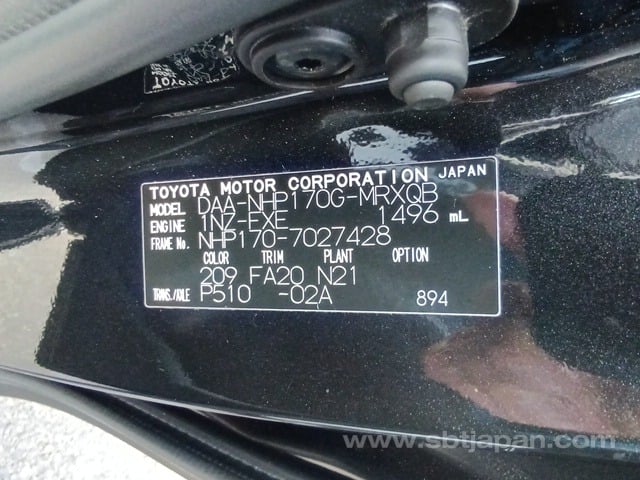 TOYOTA MOTOR CORPORATION JAPAN
MODEL DAA-NHP170G-MRXQB
ENGINE 1NZ-EXE 1496 mL
FRAME No. NHP170-7027428
COLOR TRIM PLANT OPTION
209 FA20 N21
TRANS./AXLE P510 -02A 894
www.sbtjapan.com